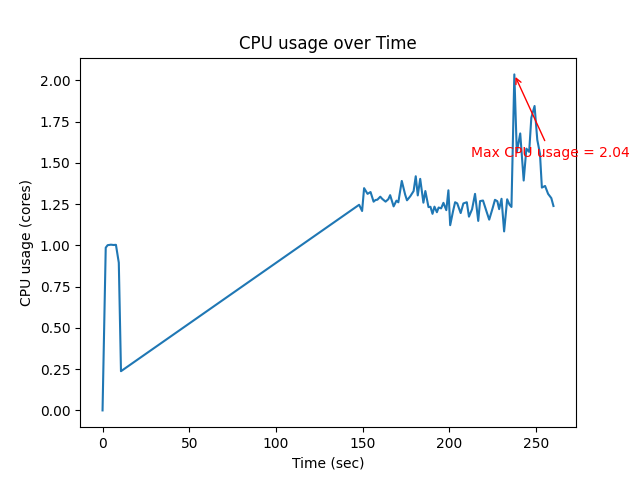 CPU usage over Time
2.00
1.75
1.50
1.25
1.00
0.75
0.50
0.25
0.00
CPU usage (cores)
Max CPU usage = 2.04
0 50 100 150 200 250
Time (sec)